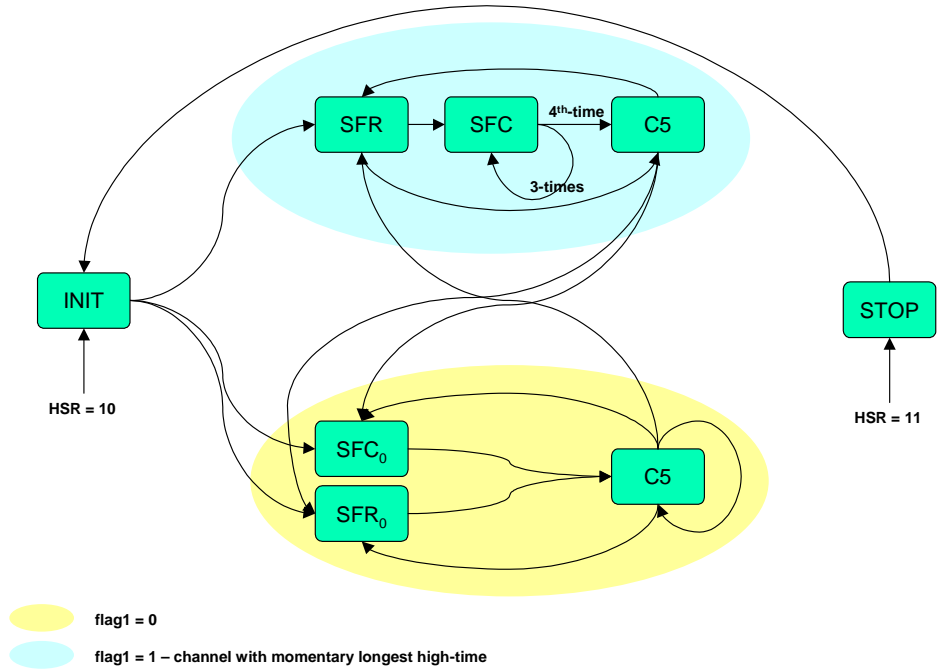 SFR
SFC
4th-time
C5
3-times
INIT
STOP
HSR = 10
HSR = 11
SFC0
C5
SFR0
flag1 = 0
flag1 = 1 – channel with momentary longest high-time